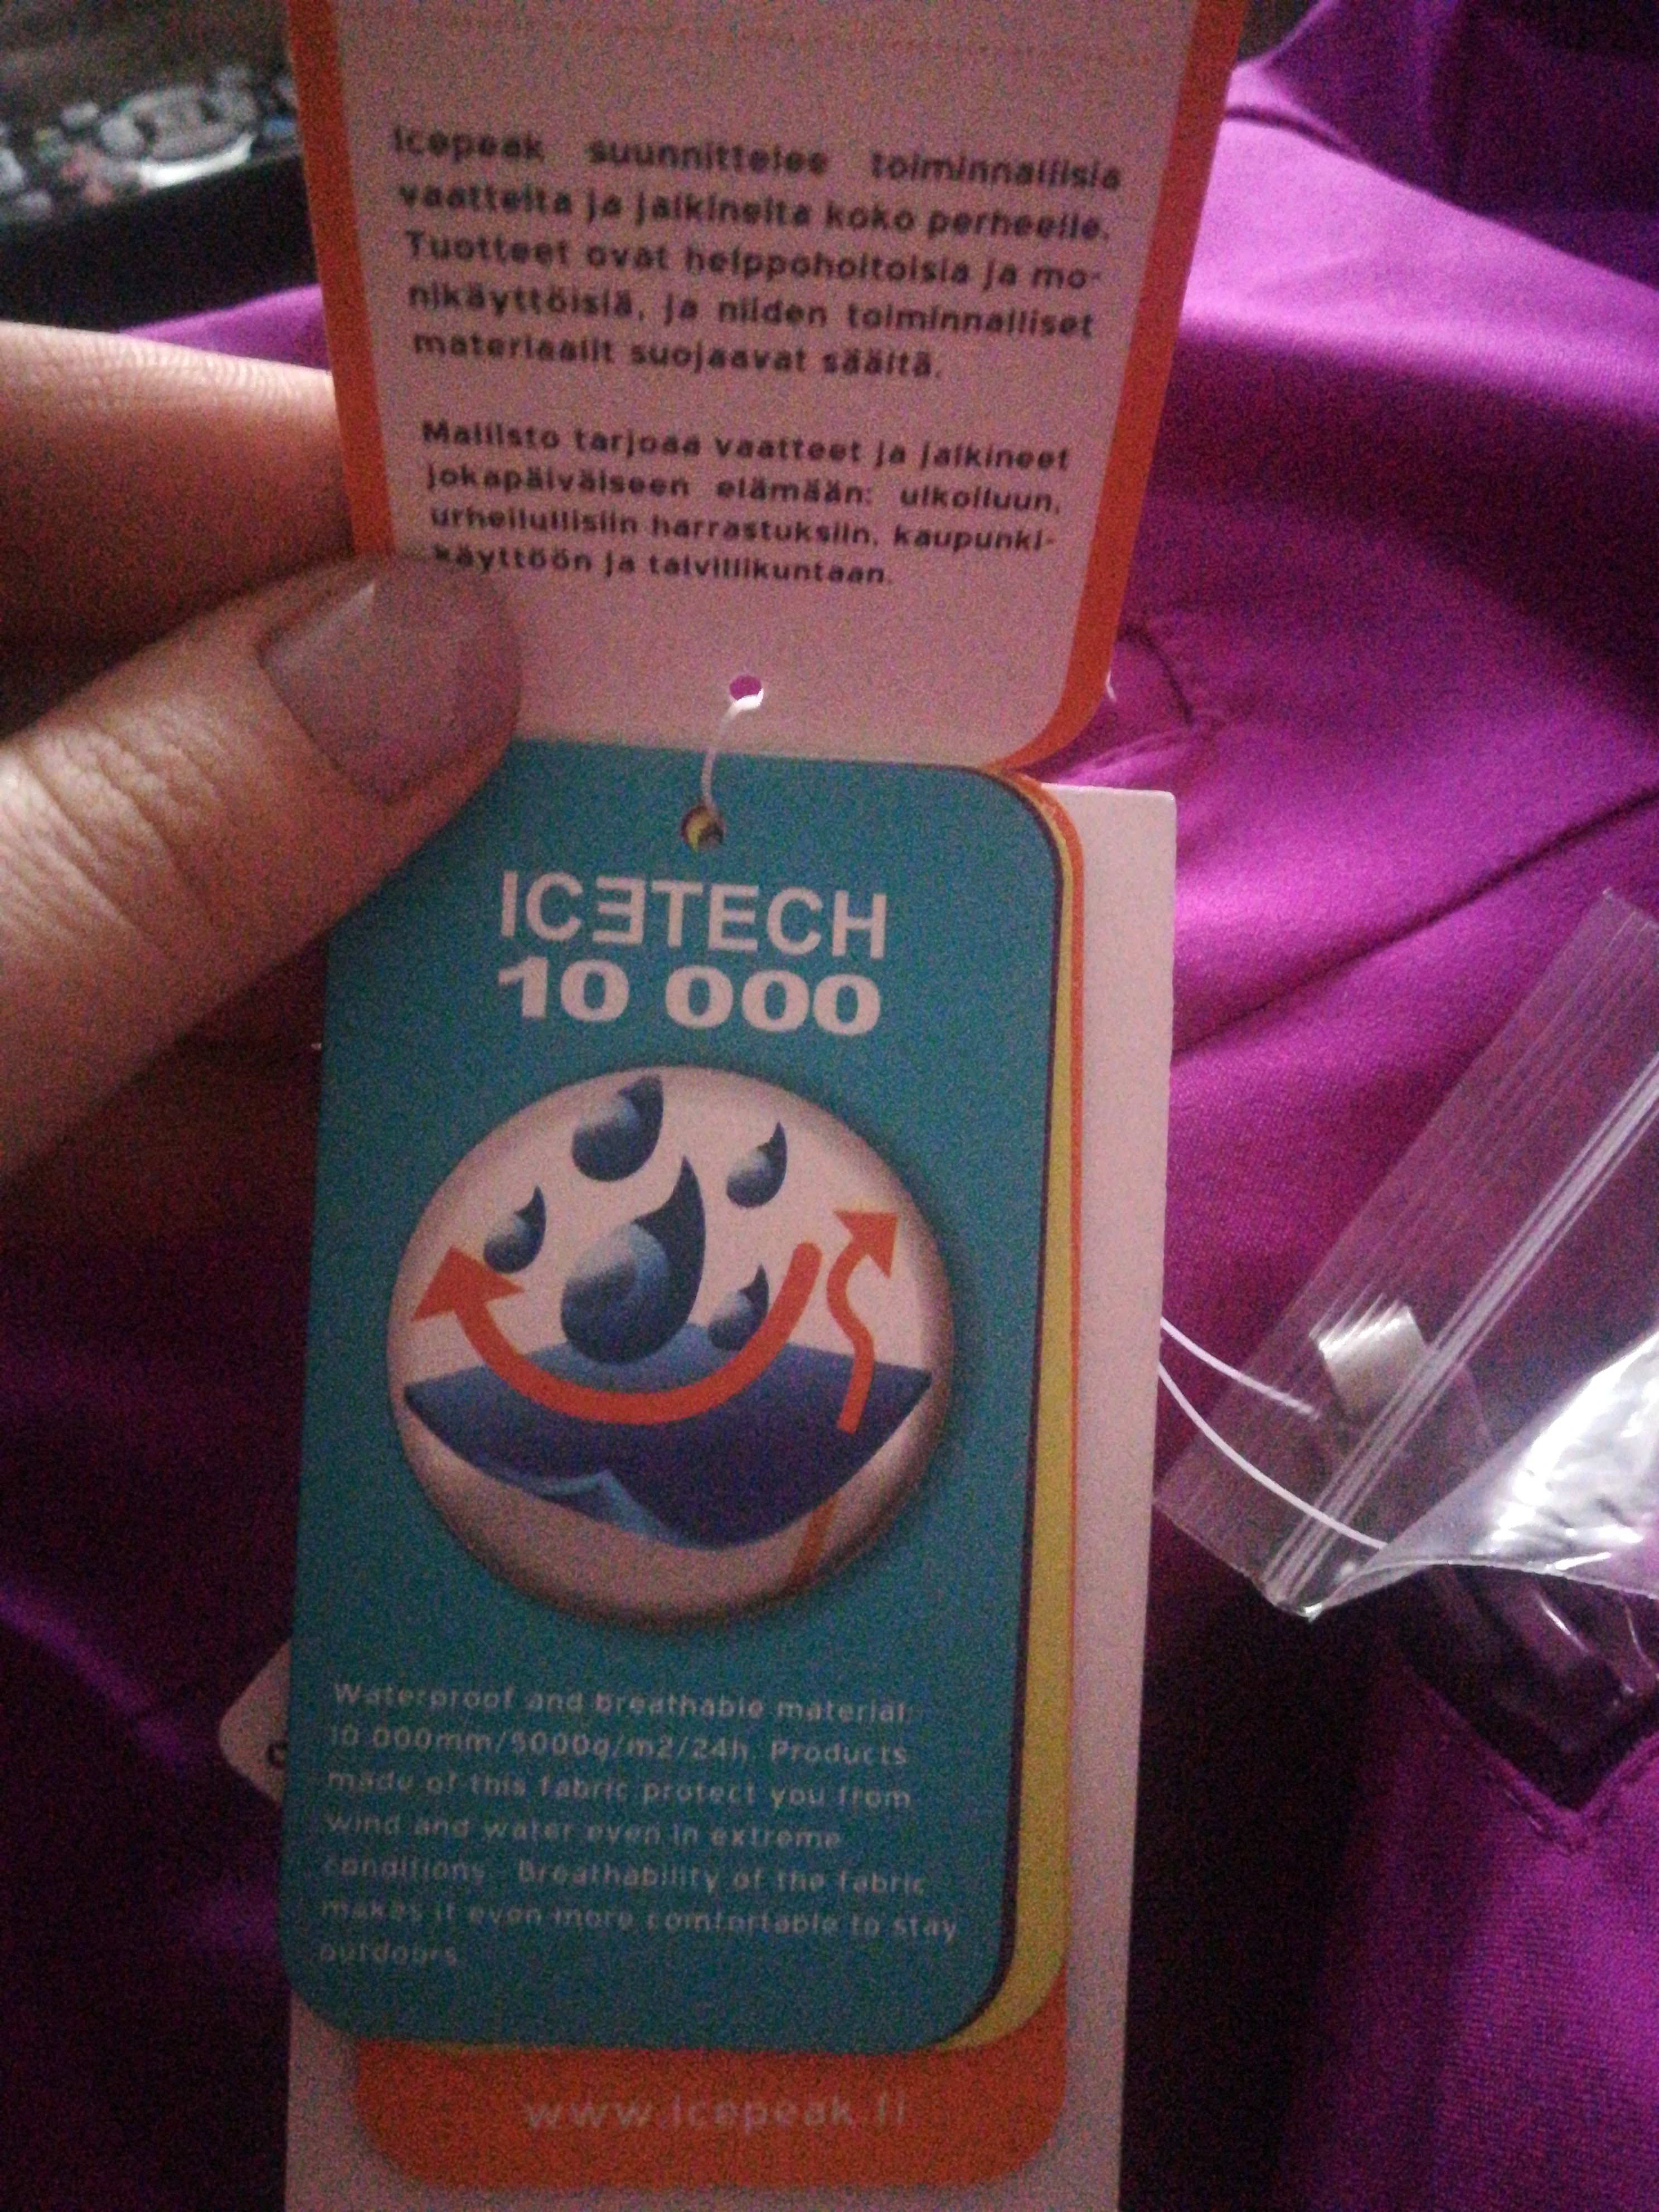 Icepeak suunnittelee toiminnallisia
vaatteita ja jalkineita koko perheelle.
Tuotteet ovat helppohoitoisia ja mo-
nikäyttöisiä, ja niiden toiminnalliset
materiaalit suojaavat säältä.
Mallisto tarjoaa vaatteet ja jalkineet
jokapäiväiseen elämään: ulkoiluun,
urheilullisiin harrastuksiin, kaupunki-
käyttöön ja talviliikuntaan.
ICƎTECH
10 000
Waterproof and breathable material:
10 000mm/5000g/m2/24h. Products
made of this fabric protect you from
wind and water even in extreme
conditions. Breathability of the fabric
makes it even more comfortable to stay
outdoors.
www.icepeak.fi